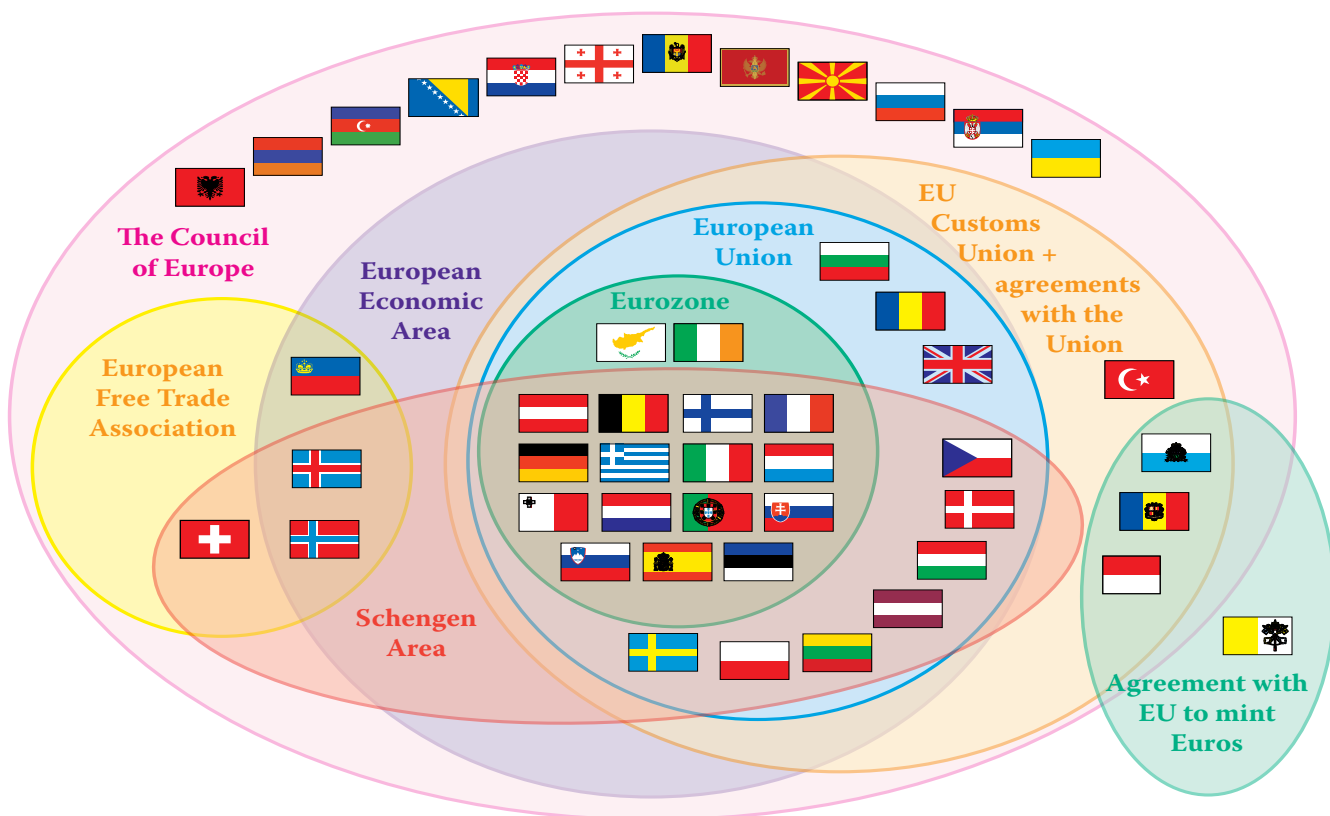 The Council
of Europe
European
Economic
Area
European
Union
EU
Customs
Union +
agreements
with the
Union
Eurozone
European
Free Trade
Association
Schengen
Area
Agreement with
EU to mint
Euros